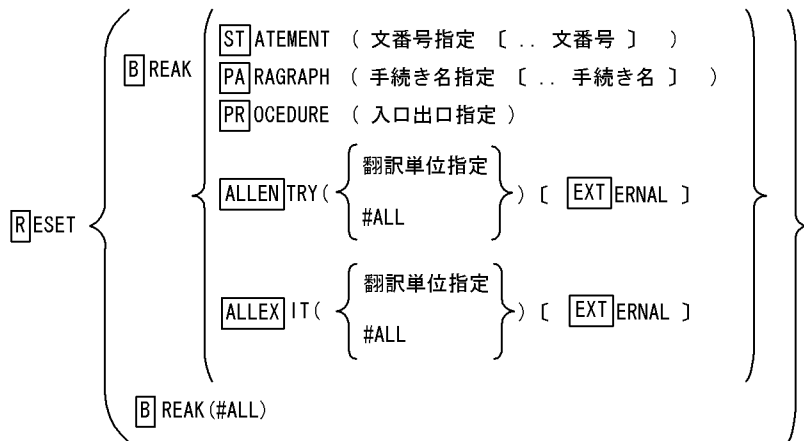 STATEMENT ( 文番号指定 〔 .. 文番号 〕 )
BREAK PARAGRAPH ( 手続き名指定 〔 .. 手続き名 〕 )
PROCEDURE ( 入口出口指定 )
翻訳単位指定
ALLENTRY( ) 〔 EXTERNAL 〕
#ALL
RESET
翻訳単位指定
ALLEXIT( ) 〔 EXTERNAL 〕
#ALL
BREAK(#ALL)